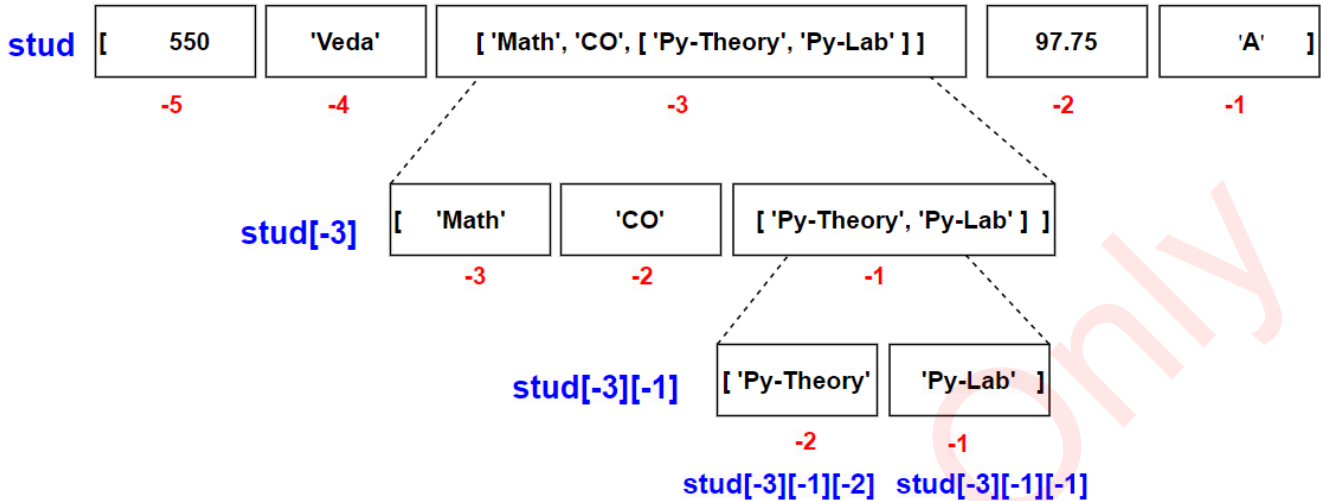 stud [ 550 'Veda' [ 'Math', 'CO', [ 'Py-Theory', 'Py-Lab' ] ] 97.75 'A' ]
-5 -4 -3 -2 -1
stud[-3] [ 'Math' 'CO' [ 'Py-Theory', 'Py-Lab' ] ]
-3 -2 -1
stud[-3][-1] [ 'Py-Theory' 'Py-Lab' ]
-2 -1
stud[-3][-1][-2] stud[-3][-1][-1]
Only